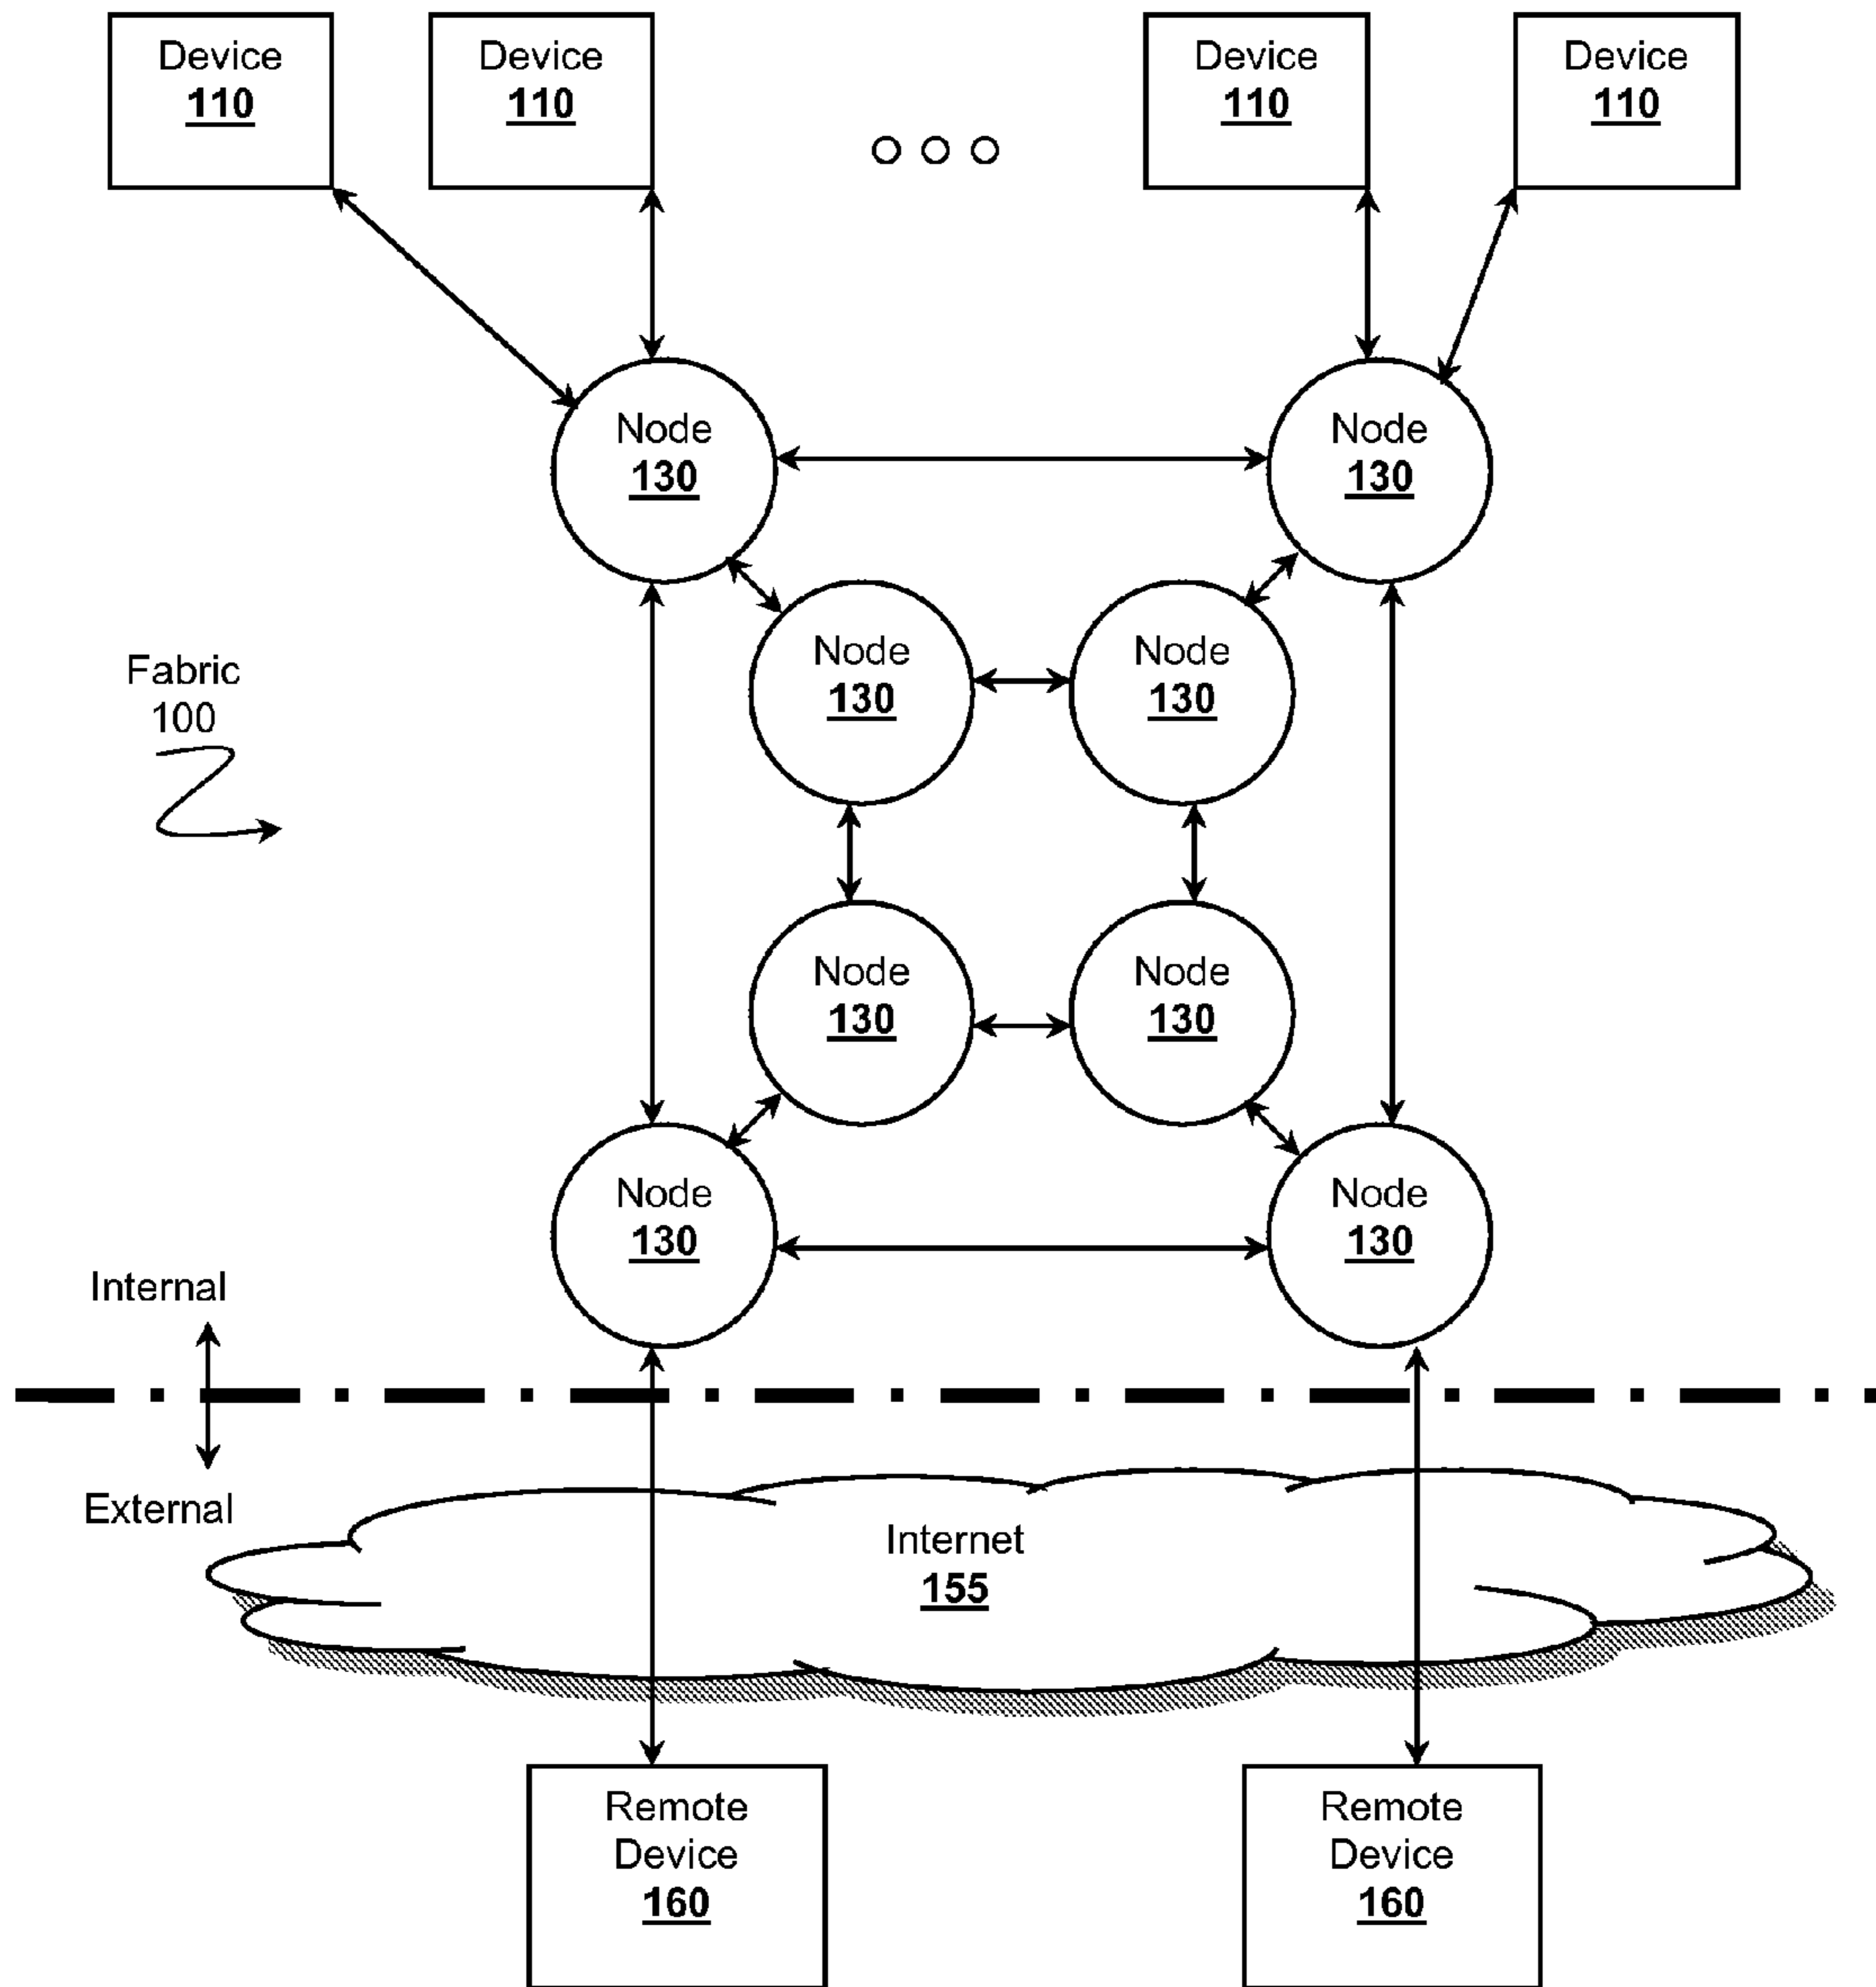 Device
110
Device
110
Device
110
Device
110
Node
130
Node
130
Fabric
100
Node
130
Node
130
Node
130
Node
130
Node
130
Node
130
Internal
External
Internet
155
Remote
Device
160
Remote
Device
160